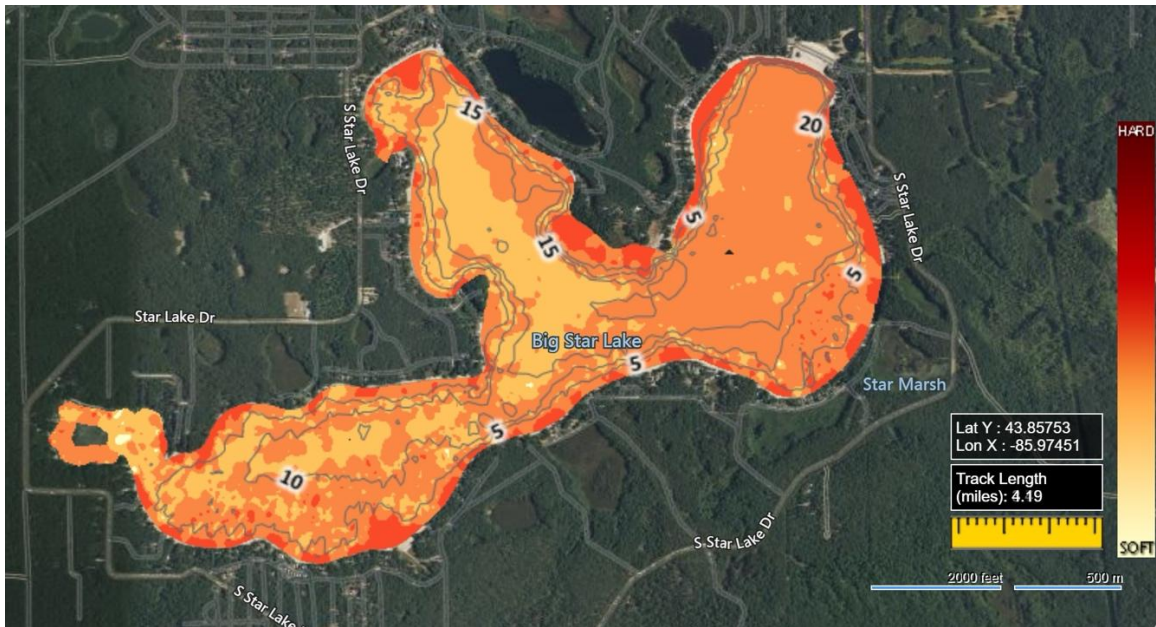 15
20
HARD
S Star Lake Dr
S Star Lake Dr
5
15
5
Star Lake Dr
Big Star Lake
5
Star Marsh
5
Lat Y : 43.85753
Lon X : -85.97451
10
Track Length
(miles): 4.19
S Star Lake Dr
SOFT
2000 feet
500 m
S Star Lake